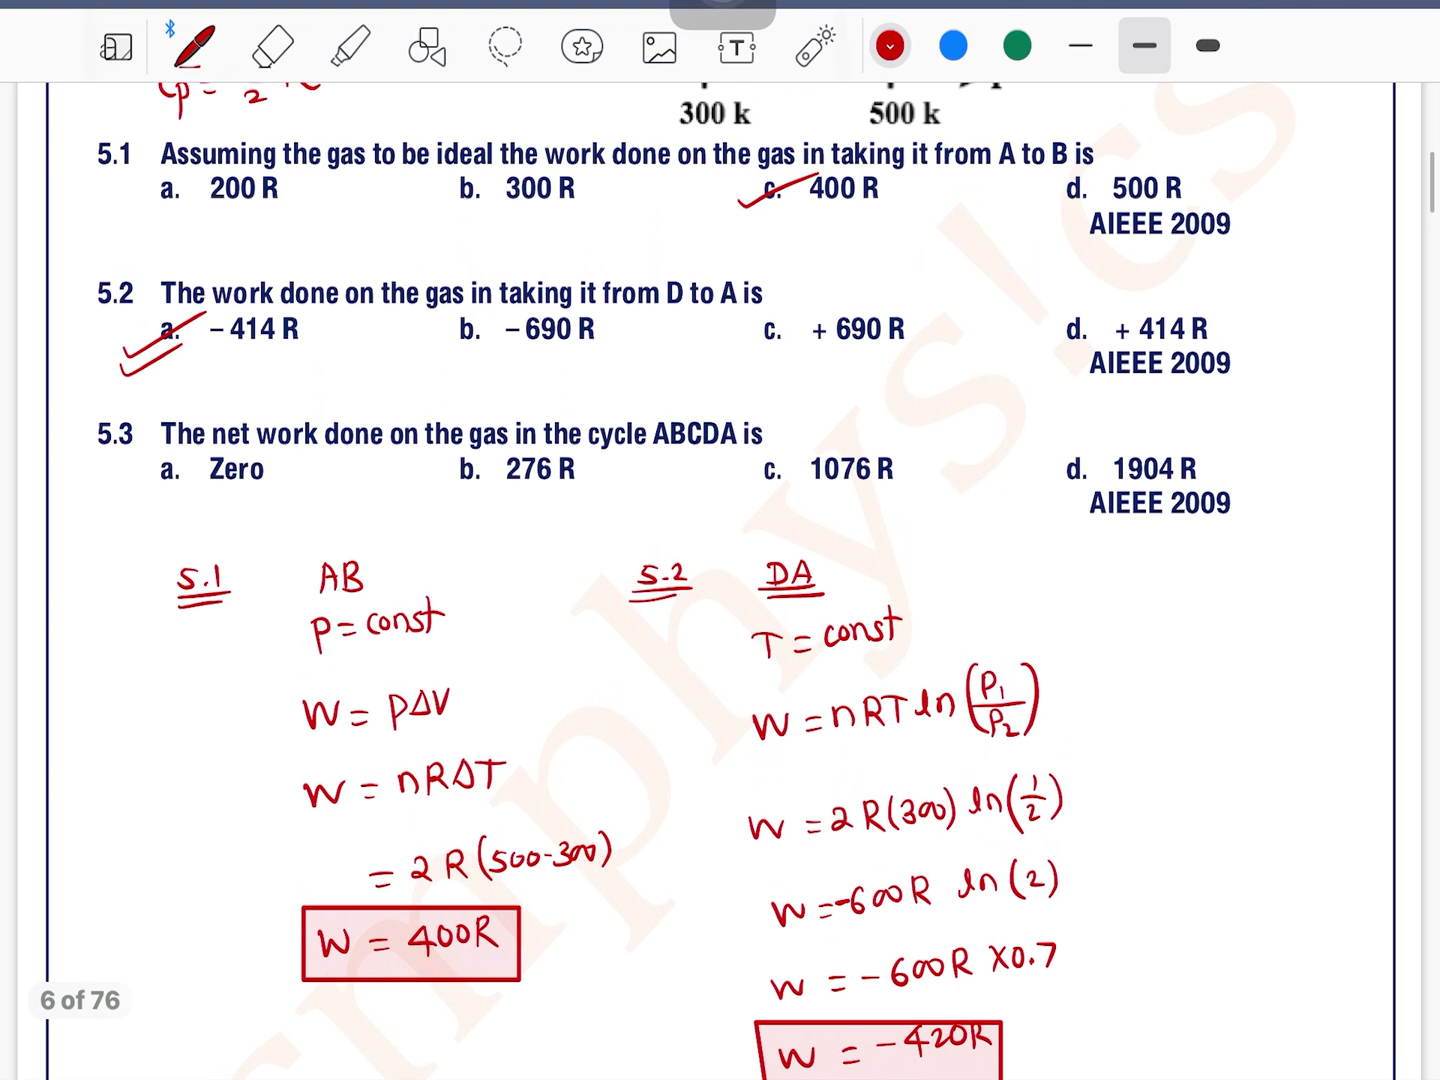 Cp = 2
300 k 500 k
5.1 Assuming the gas to be ideal the work done on the gas in taking it from A to B is
a. 200 R b. 300 R c. 400 R d. 500 R
AIEEE 2009
5.2 The work done on the gas in taking it from D to A is
a. – 414 R b. – 690 R c. + 690 R d. + 414 R
AIEEE 2009
5.3 The net work done on the gas in the cycle ABCDA is
a. Zero b. 276 R c. 1076 R d. 1904 R
AIEEE 2009
5.1 AB
P = const
W = PΔV
W = nRΔT
= 2 R (500-300)
W = 400R
5.2 DA
T = const
W = nRT ln (P₁/P₂)
W = 2 R(300) ln(1/2)
W = -600R ln(2)
W = - 600R X0.7
W = - 420R
6 of 76
mphys!cs